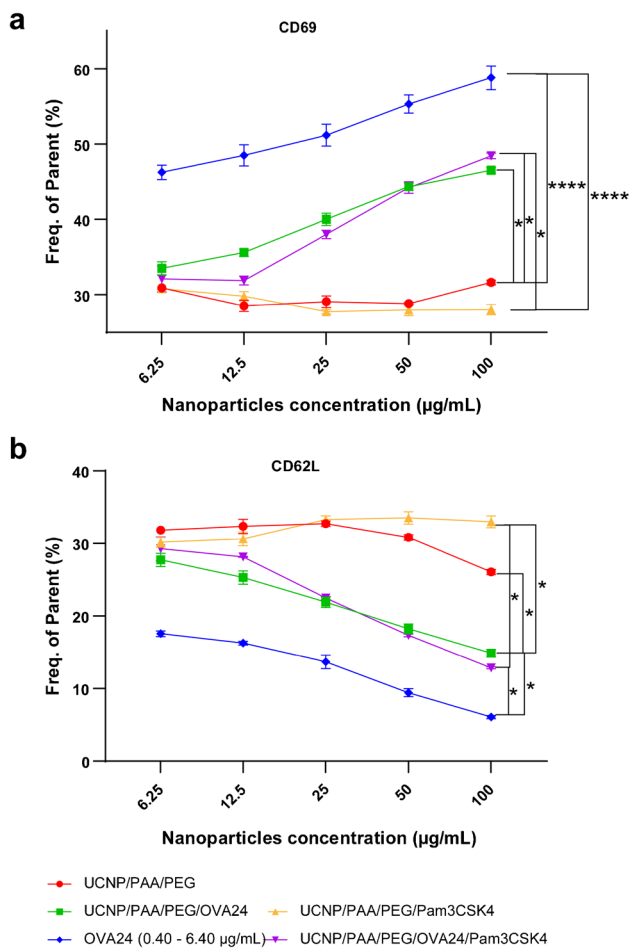 a
CD69
Freq. of Parent (%)
60
50
40
30
**** ****
* * *
6.25 12.5 25 50 100
Nanoparticles concentration (µg/mL)
b
CD62L
Freq. of Parent (%)
40
30
20
10
0
* * *
* *
6.25 12.5 25 50 100
Nanoparticles concentration (µg/mL)
UCNP/PAA/PEG
UCNP/PAA/PEG/OVA24 UCNP/PAA/PEG/Pam3CSK4
OVA24 (0.40 - 6.40 µg/mL) UCNP/PAA/PEG/OVA24/Pam3CSK4